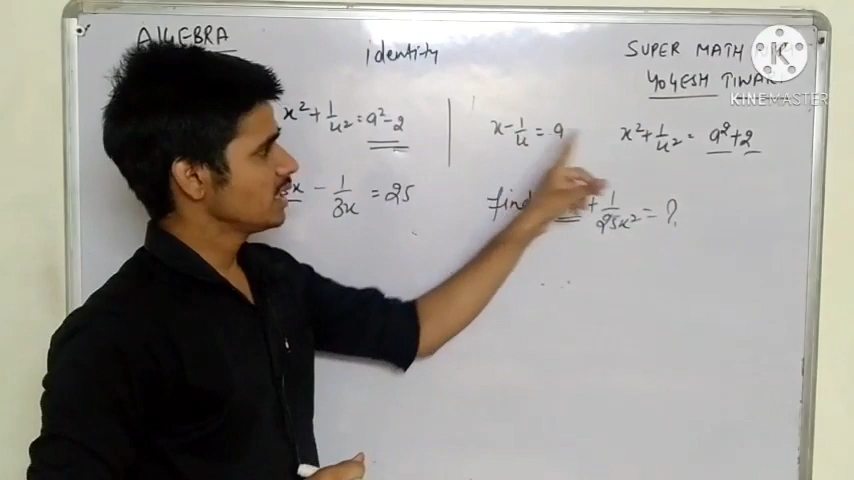 ALGEBRA
Identity
SUPER MATH
YOGESH TIWARI
KINEMASTER
x² + 1/x² = a² - 2
x - 1/x = a
x² + 1/x² = a² + 2
x - 1/3x = 25
find + 1/25x² = ?